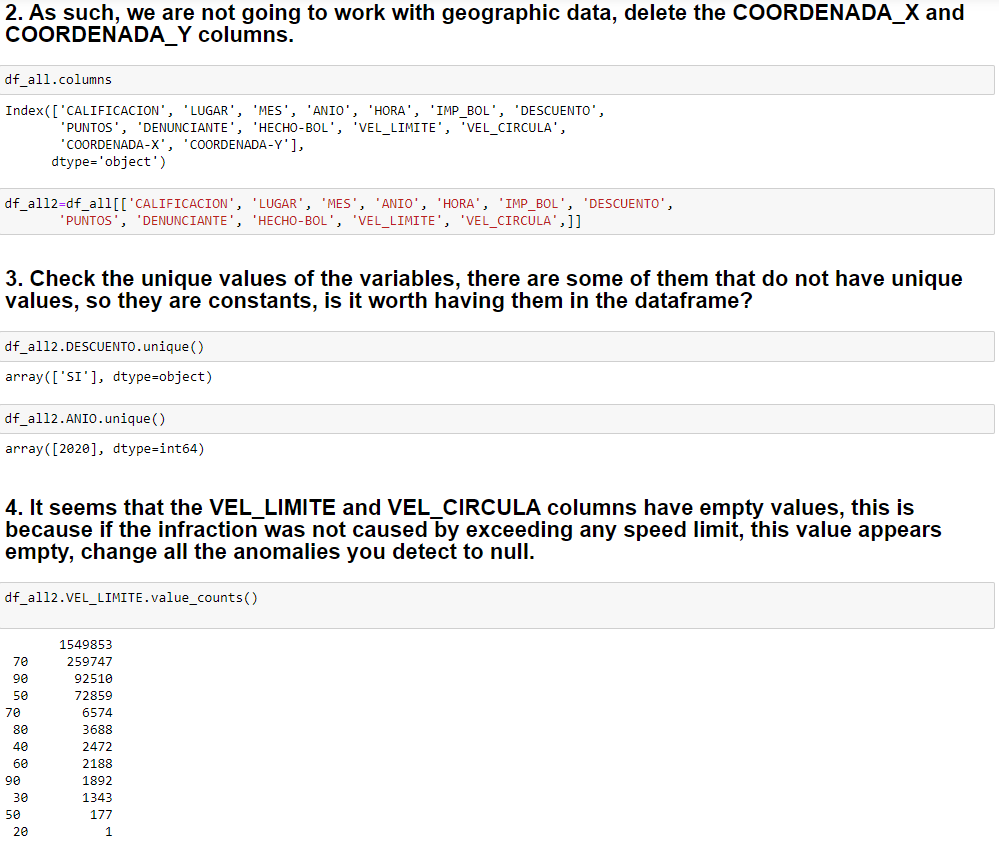 2. As such, we are not going to work with geographic data, delete the COORDENADA_X and
COORDENADA_Y columns.
df_all.columns
Index(['CALIFICACION', 'LUGAR', 'MES', 'ANIO', 'HORA', 'IMP_BOL', 'DESCUENTO',
       'PUNTOS', 'DENUNCIANTE', 'HECHO-BOL', 'VEL_LIMITE', 'VEL_CIRCULA',
       'COORDENADA-X', 'COORDENADA-Y'],
      dtype='object')
df_all2=df_all[['CALIFICACION', 'LUGAR', 'MES', 'ANIO', 'HORA', 'IMP_BOL', 'DESCUENTO',
       'PUNTOS', 'DENUNCIANTE', 'HECHO-BOL', 'VEL_LIMITE', 'VEL_CIRCULA',]]
3. Check the unique values of the variables, there are some of them that do not have unique
values, so they are constants, is it worth having them in the dataframe?
df_all2.DESCUENTO.unique()
array(['SI'], dtype=object)
df_all2.ANIO.unique()
array([2020], dtype=int64)
4. It seems that the VEL_LIMITE and VEL_CIRCULA columns have empty values, this is
because if the infraction was not caused by exceeding any speed limit, this value appears
empty, change all the anomalies you detect to null.
df_all2.VEL_LIMITE.value_counts()
       1549853
 70     259747
 90      92510
 50      72859
70        6574
 80       3688
 40       2472
 60       2188
90        1892
 30       1343
50         177
 20          1